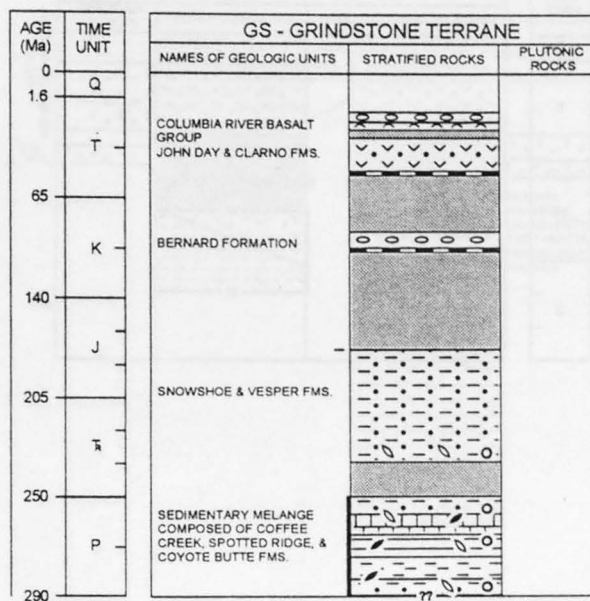 AGE (Ma)
TIME UNIT
GS - GRINDSTONE TERRANE
NAMES OF GEOLOGIC UNITS
STRATIFIED ROCKS
PLUTONIC ROCKS
0
Q
1.6
COLUMBIA RIVER BASALT
GROUP
T
JOHN DAY & CLARNO FMS.
65
K
BERNARD FORMATION
140
J
SNOWSHOE & VESPER FMS.
205
Ѣ
250
SEDIMENTARY MELANGE
COMPOSED OF COFFEE
CREEK, SPOTTED RIDGE, &
P
COYOTE BUTTE FMS.
290
??